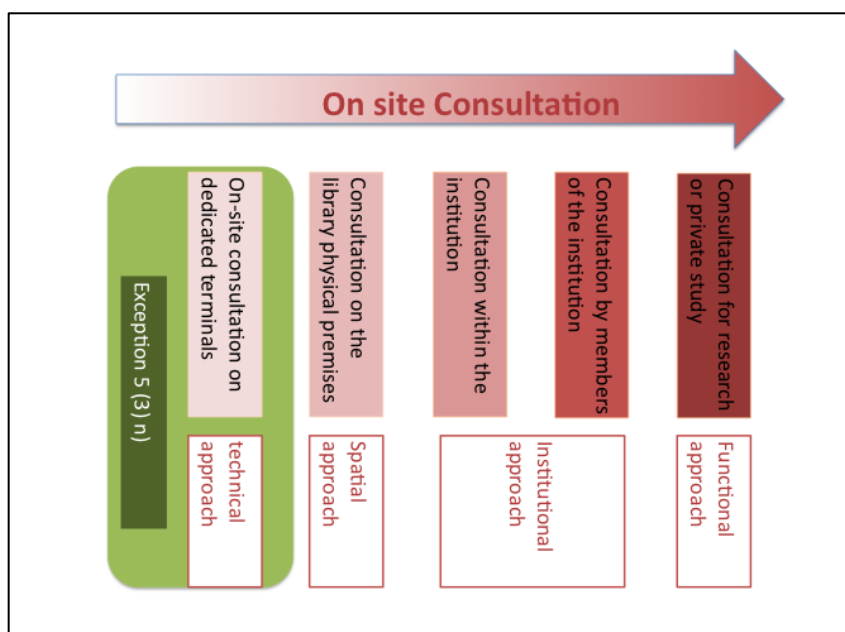 On site Consultation
Exception 5 (3) n)
On-site consultation on
dedicated terminals
technical
approach
Consultation on the
library physical premises
Spatial
approach
Consultation within the
institution
Consultation by members
of the institution
Institutional
approach
Consultation for research
or private study
Functional
approach